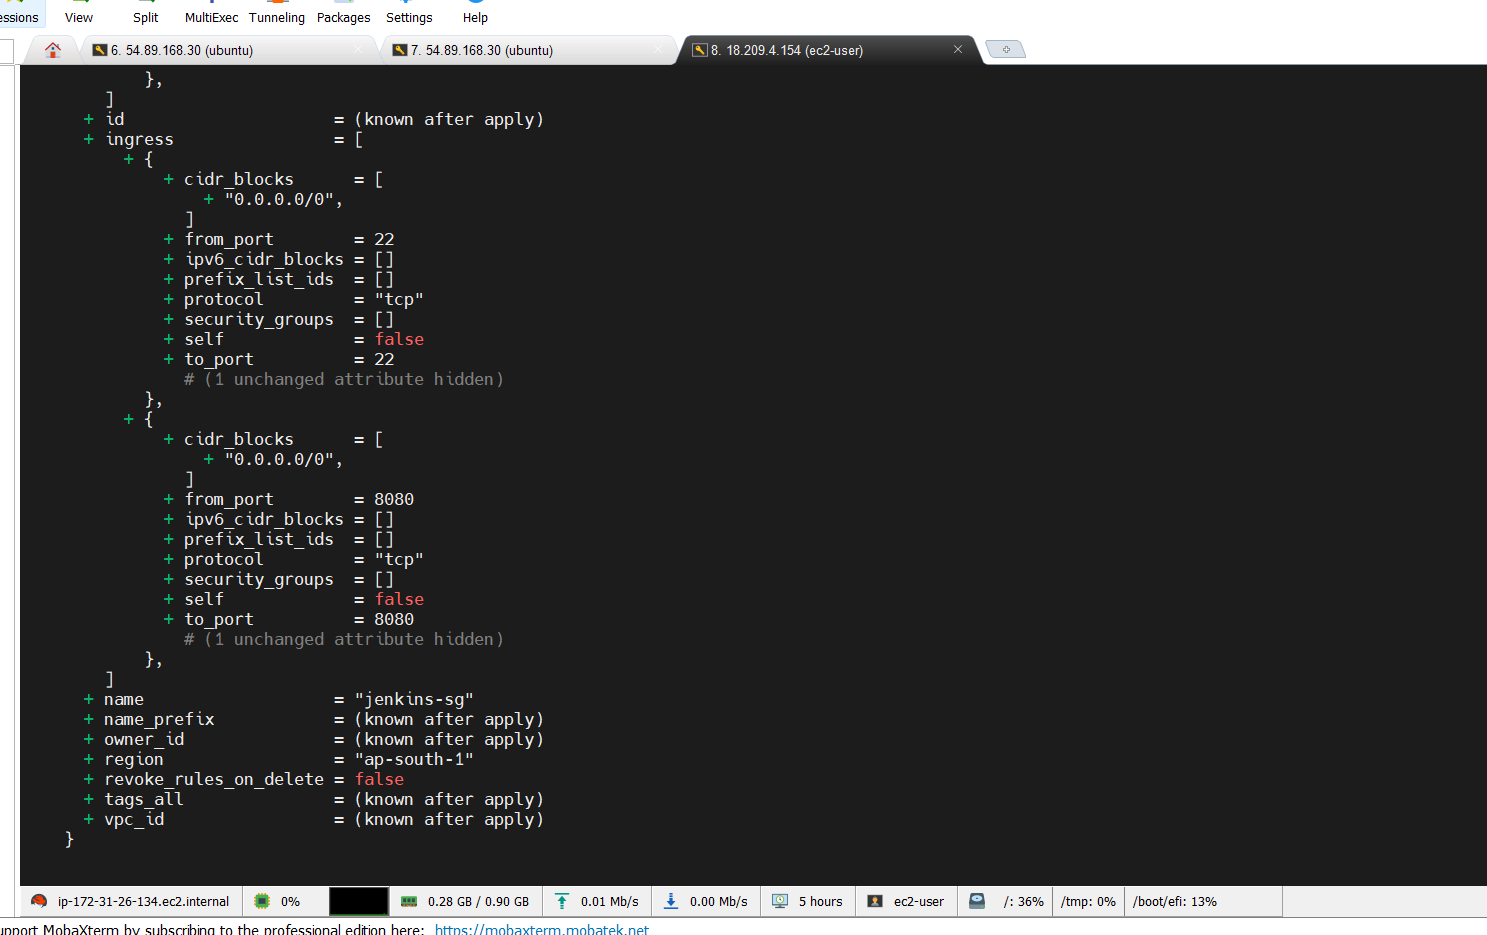 essions View Split MultiExec Tunneling Packages Settings Help
6. 54.89.168.30 (ubuntu) 7. 54.89.168.30 (ubuntu) 8. 18.209.4.154 (ec2-user)
},
]
+ id = (known after apply)
+ ingress = [
+ {
+ cidr_blocks = [
+ "0.0.0.0/0",
]
+ from_port = 22
+ ipv6_cidr_blocks = []
+ prefix_list_ids = []
+ protocol = "tcp"
+ security_groups = []
+ self = false
+ to_port = 22
# (1 unchanged attribute hidden)
},
+ {
+ cidr_blocks = [
+ "0.0.0.0/0",
]
+ from_port = 8080
+ ipv6_cidr_blocks = []
+ prefix_list_ids = []
+ protocol = "tcp"
+ security_groups = []
+ self = false
+ to_port = 8080
# (1 unchanged attribute hidden)
},
]
+ name = "jenkins-sg"
+ name_prefix = (known after apply)
+ owner_id = (known after apply)
+ region = "ap-south-1"
+ revoke_rules_on_delete = false
+ tags_all = (known after apply)
+ vpc_id = (known after apply)
}
ip-172-31-26-134.ec2.internal 0% 0.28 GB / 0.90 GB 0.01 Mb/s 0.00 Mb/s 5 hours ec2-user /: 36% /tmp: 0% /boot/efi: 13%
upport MobaXterm by subscribing to the professional edition here: https://mobaxterm.mobatek.net